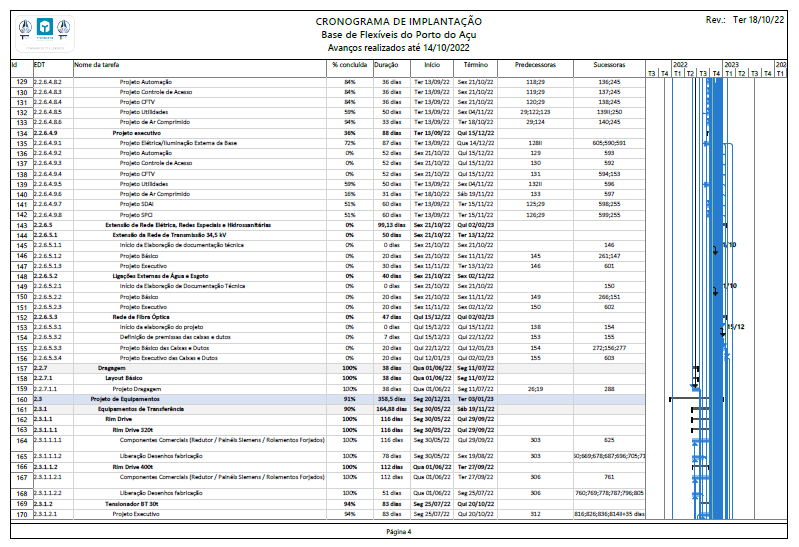 CRONOGRAMA DE IMPLANTAÇÃO
Base de Flexíveis do Porto do Açu
Avanços realizados até 14/10/2022
Rev.: Ter 18/10/22
Id EDT Nome da tarefa % concluída Duração Início Término Predecessoras Sucessoras 2022 2023 202
T3 T4 T1 T2 T3 T4 T1 T2 T3 T4 T1
129 2.2.6.4.8.2 Projeto Automação 84% 36 dias Ter 13/09/22 Sex 21/10/22 118;29 136;245
130 2.2.6.4.8.3 Projeto Controle de Acesso 84% 36 dias Ter 13/09/22 Sex 21/10/22 119;29 137;245
131 2.2.6.4.8.4 Projeto CFTV 84% 36 dias Ter 13/09/22 Sex 21/10/22 120;29 138;245
132 2.2.6.4.8.5 Projeto Utilidades 59% 50 dias Ter 13/09/22 Sex 04/11/22 29;122;123 139II;250
133 2.2.6.4.8.6 Projeto de Ar Comprimido 94% 33 dias Ter 13/09/22 Ter 18/10/22 29;124 140;245
134 2.2.6.4.9 Projeto executivo 36% 88 dias Ter 13/09/22 Qui 15/12/22
135 2.2.6.4.9.1 Projeto Elétrica/Iluminação Externa da Base 72% 87 dias Ter 13/09/22 Qua 14/12/22 128II 605;590;591
136 2.2.6.4.9.2 Projeto Automação 0% 52 dias Sex 21/10/22 Qui 15/12/22 129 593
137 2.2.6.4.9.3 Projeto Controle de Acesso 0% 52 dias Sex 21/10/22 Qui 15/12/22 130 592
138 2.2.6.4.9.4 Projeto CFTV 0% 52 dias Sex 21/10/22 Qui 15/12/22 131 594;153
139 2.2.6.4.9.5 Projeto Utilidades 59% 50 dias Ter 13/09/22 Sex 04/11/22 132II 596
140 2.2.6.4.9.6 Projeto de Ar Comprimido 16% 31 dias Ter 18/10/22 Sáb 19/11/22 133 597
141 2.2.6.4.9.7 Projeto SDAI 51% 60 dias Ter 13/09/22 Ter 15/11/22 125;29 598;255
142 2.2.6.4.9.8 Projeto SPCI 51% 60 dias Ter 13/09/22 Ter 15/11/22 126;29 599;255
143 2.2.6.5 Extensão de Rede Elétrica, Redes Especiais e Hidrossanitárias 0% 99,13 dias Sex 21/10/22 Qui 02/02/23
144 2.2.6.5.1 Extensão da Rede de Transmissão 34,5 kV 0% 50 dias Sex 21/10/22 Ter 13/12/22
145 2.2.6.5.1.1 Início da Elaboração de documentação técnica 0% 0 dias Sex 21/10/22 Sex 21/10/22 146 1/10
146 2.2.6.5.1.2 Projeto Básico 0% 20 dias Sex 21/10/22 Sex 11/11/22 145 261;147
147 2.2.6.5.1.3 Projeto Executivo 0% 30 dias Sex 11/11/22 Ter 13/12/22 146 601
148 2.2.6.5.2 Ligações Externas de Água e Esgoto 0% 40 dias Sex 21/10/22 Sex 02/12/22
149 2.2.6.5.2.1 Início da Elaboração de Documentação Técnica 0% 0 dias Sex 21/10/22 Sex 21/10/22 150 1/10
150 2.2.6.5.2.2 Projeto Básico 0% 20 dias Sex 21/10/22 Sex 11/11/22 149 266;151
151 2.2.6.5.2.3 Projeto Executivo 0% 20 dias Sex 11/11/22 Sex 02/12/22 150 602
152 2.2.6.5.3 Rede de Fibra Óptica 0% 47 dias Qui 15/12/22 Qui 02/02/23
153 2.2.6.5.3.1 Início da elaboração do projeto 0% 0 dias Qui 15/12/22 Qui 15/12/22 138 154 15/12
154 2.2.6.5.3.2 Definição de premissas das caixas e dutos 0% 7 dias Qui 15/12/22 Qui 22/12/22 153 155
155 2.2.6.5.3.3 Projeto Básico das Caixas e Dutos 0% 20 dias Qui 22/12/22 Qui 12/01/23 154 272;156;277
156 2.2.6.5.3.4 Projeto Executivo das Caixas e Dutos 0% 20 dias Qui 12/01/23 Qui 02/02/23 155 603
157 2.2.7 Dragagem 100% 38 dias Qua 01/06/22 Seg 11/07/22
158 2.2.7.1 Layout Básico 100% 38 dias Qua 01/06/22 Seg 11/07/22
159 2.2.7.1.1 Projeto Dragagem 100% 38 dias Qua 01/06/22 Seg 11/07/22 26;19 288
160 2.3 Projeto de Equipamentos 91% 358,5 dias Seg 20/12/21 Ter 03/01/23
161 2.3.1 Equipamentos de Transferência 90% 164,88 dias Seg 30/05/22 Sáb 19/11/22
162 2.3.1.1 Rim Drive 100% 116 dias Seg 30/05/22 Qui 29/09/22
163 2.3.1.1.1 Rim Drive 320t 100% 116 dias Seg 30/05/22 Qui 29/09/22
164 2.3.1.1.1.1 Componentes Comerciais (Redutor / Painéis Siemens / Rolamentos Forjados) 100% 116 dias Seg 30/05/22 Qui 29/09/22 303 625
165 2.3.1.1.1.2 Liberação Desenhos fabricação 100% 78 dias Seg 30/05/22 Sex 19/08/22 303 50;669;678;687;696;705;71
166 2.3.1.1.2 Rim Drive 400t 100% 112 dias Qua 01/06/22 Ter 27/09/22
167 2.3.1.1.2.1 Componentes Comerciais (Redutor / Painéis Siemens / Rolamentos Forjados) 100% 112 dias Qua 01/06/22 Ter 27/09/22 306 761
168 2.3.1.1.2.2 Liberação Desenhos fabricação 100% 51 dias Qua 01/06/22 Seg 25/07/22 306 760;769;778;787;796;805
169 2.3.1.2 Tensionador BT 30t 94% 83 dias Seg 25/07/22 Qui 20/10/22
170 2.3.1.2.1 Projeto Executivo 94% 83 dias Seg 25/07/22 Qui 20/10/22 312 816;826;836;814II+35 dias
Página 4